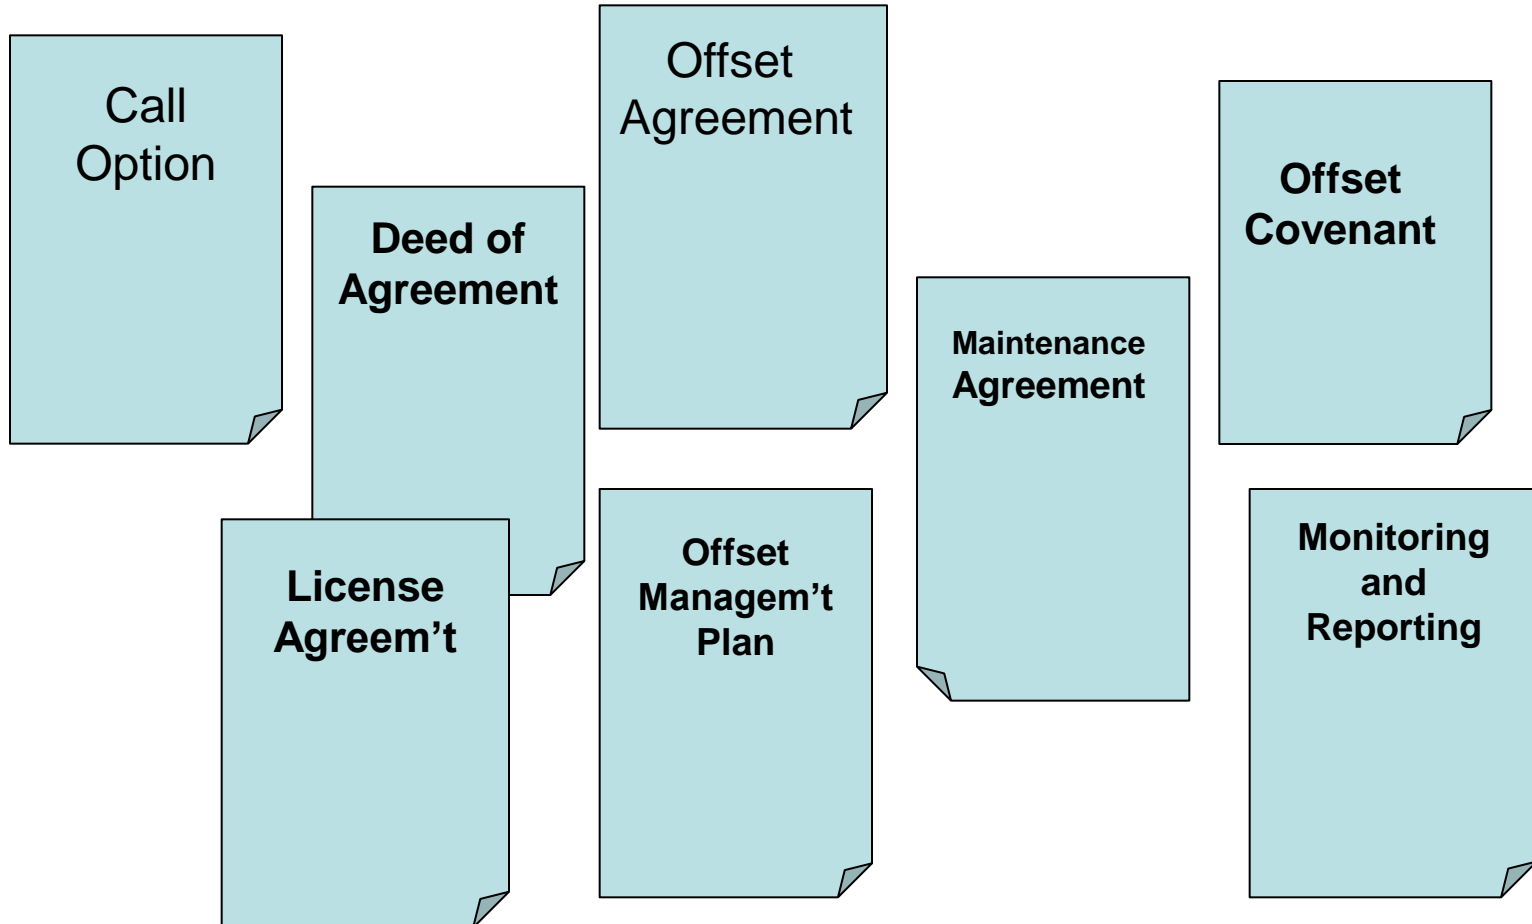 Call
Option
Deed of
Agreement
Offset
Agreement
Maintenance
Agreement
Offset
Covenant
License
Agreem’t
Offset
Managem’t
Plan
Monitoring
and
Reporting